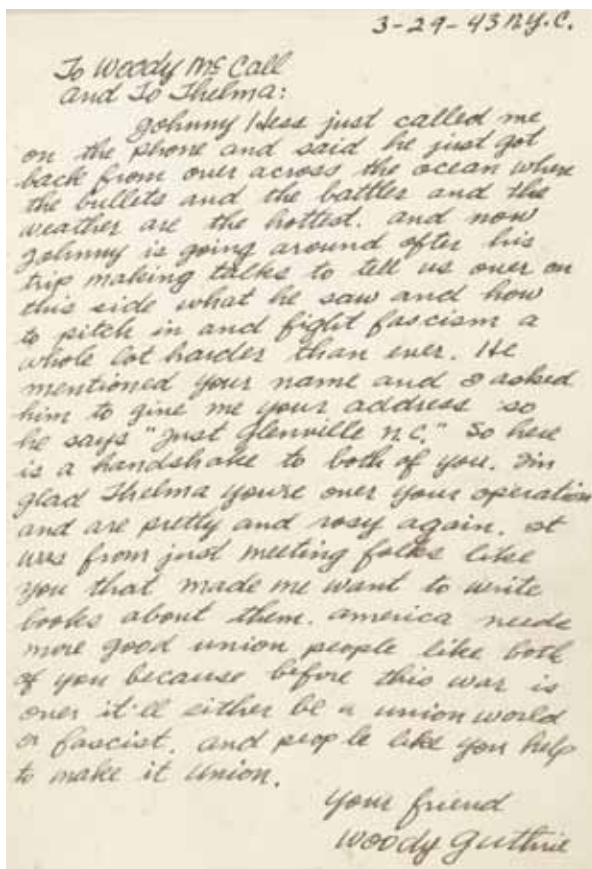 3-29-43 N.Y.C.
To Woody McCall
and To Thelma:
Johnny Hess just called me
on the phone and said he just got
back from over across the ocean where
the bullets and the battles and the
weather are the hottest. and now
Johnny is going around after his
trip making talks to tell us over on
this side what he saw and how
to pitch in and fight fascism a
whole lot harder than ever. He
mentioned your name and I asked
him to give me your address so
he says "Just Glenville N.C." So here
is a handshake to both of you. I'm
glad Thelma you're over your operation
and are pretty and rosy again. It
was from just meeting folks like
you that made me want to write
books about them. america needs
more good union people like both
of you because before this war is
over it'll either be a union world
or fascist. and people like you help
to make it union.
your friend
Woody Guthrie